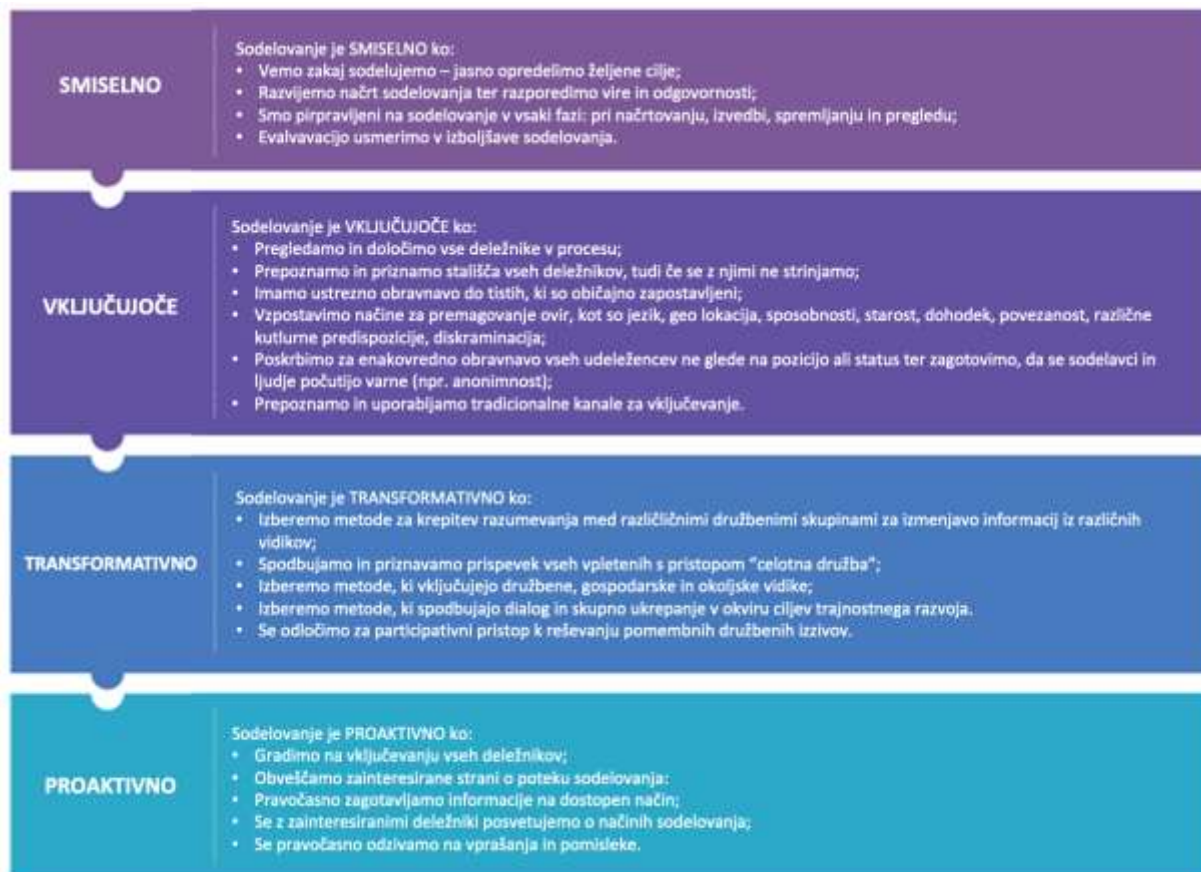 SMISELNO
Sodelovanje je SMISELNO ko:
• Vemo zakaj sodelujemo – jasno opredelimo željene cilje;
• Razvijemo načrt sodelovanja ter razporedimo vire in odgovornosti;
• Smo pirpravljeni na sodelovanje v vsaki fazi: pri načrtovanju, izvedbi, spremljanju in pregledu;
• Evalvavacijo usmerimo v izboljšave sodelovanja.
VKLJUČUJOČE
Sodelovanje je VKLJUČUJOČE ko:
• Pregledamo in določimo vse deležnike v procesu;
• Prepoznamo in priznamo stališča vseh deležnikov, tudi če se z njimi ne strinjamo;
• Imamo ustrezno obravnavo do tistih, ki so običajno zapostavljeni;
• Vzpostavimo načine za premagovanje ovir, kot so jezik, geo lokacija, sposobnosti, starost, dohodek, povezanost, različne
kutlurne predispozicije, diskraminacija;
• Poskrbimo za enakovredno obravnavo vseh udeležencev ne glede na pozicijo ali status ter zagotovimo, da se sodelavci in
ljudje počutijo varne (npr. anonimnost);
• Prepoznamo in uporabljamo tradicionalne kanale za vključevanje.
TRANSFORMATIVNO
Sodelovanje je TRANSFORMATIVNO ko:
• Izberemo metode za krepitev razumevanja med različličnimi družbenimi skupinami za izmenjavo informacij iz različnih
vidikov;
• Spodbujamo in priznavamo prispevek vseh vpletenih s pristopom “celotna družba”;
• Izberemo metode, ki vključujejo družbene, gospodarske in okoljske vidike;
• Izberemo metode, ki spodbujajo dialog in skupno ukrepanje v okviru ciljev trajnostnega razvoja.
• Se odločimo za participativni pristop k reševanju pomembnih družbenih izzivov.
PROAKTIVNO
Sodelovanje je PROAKTIVNO ko:
• Gradimo na vključevanju vseh deležnikov;
• Obveščamo zainteresirane strani o poteku sodelovanja:
• Pravočasno zagotavljamo informacije na dostopen način;
• Se z zainteresiranimi deležniki posvetujemo o načinih sodelovanja;
• Se pravočasno odzivamo na vprašanja in pomisleke.